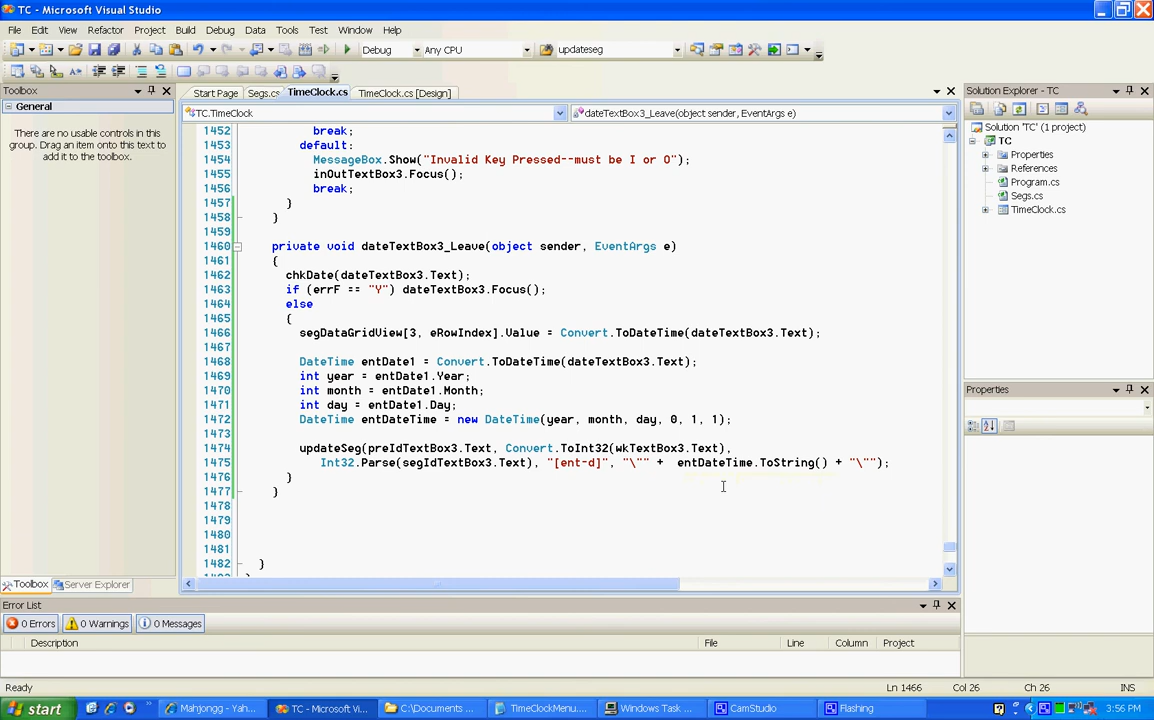 TC - Microsoft Visual Studio
File Edit View Refactor Project Build Debug Data Tools Test Window Help
Debug Any CPU updateseg
Toolbox
General
There are no usable controls in this
group. Drag an item onto this text to
add it to the toolbox.
Toolbox Server Explorer
Start Page Segs.cs TimeClock.cs TimeClock.cs [Design]
TC.TimeClock dateTextBox3_Leave(object sender, EventArgs e)
1452 break;
1453 default:
1454 MessageBox.Show("Invalid Key Pressed--must be I or O");
1455 inOutTextBox3.Focus();
1456 break;
1457 }
1458 }
1459
1460 private void dateTextBox3_Leave(object sender, EventArgs e)
1461 {
1462 chkDate(dateTextBox3.Text);
1463 if (errF == "Y") dateTextBox3.Focus();
1464 else
1465 {
1466 segDataGridView[3, eRowIndex].Value = Convert.ToDateTime(dateTextBox3.Text);
1467
1468 DateTime entDate1 = Convert.ToDateTime(dateTextBox3.Text);
1469 int year = entDate1.Year;
1470 int month = entDate1.Month;
1471 int day = entDate1.Day;
1472 DateTime entDateTime = new DateTime(year, month, day, 0, 1, 1);
1473
1474 updateSeg(preIdTextBox3.Text, Convert.ToInt32(wkTextBox3.Text),
1475 Int32.Parse(segIdTextBox3.Text), "[ent-d]", "\"" + entDateTime.ToString() + "\"");
1476 }
1477 }
1478
1479
1480
1481
1482 }
Solution Explorer - TC
Solution 'TC' (1 project)
TC
Properties
References
Program.cs
Segs.cs
TimeClock.cs
Properties
Error List
0 Errors 0 Warnings 0 Messages
Description File Line Column Project
Ready Ln 1466 Col 26 Ch 26 INS
start Mahjongg - Yah... TC - Microsoft Vi... C:\Documents ... TimeClockMenu.... Windows Task ... CamStudio Flashing 3:56 PM